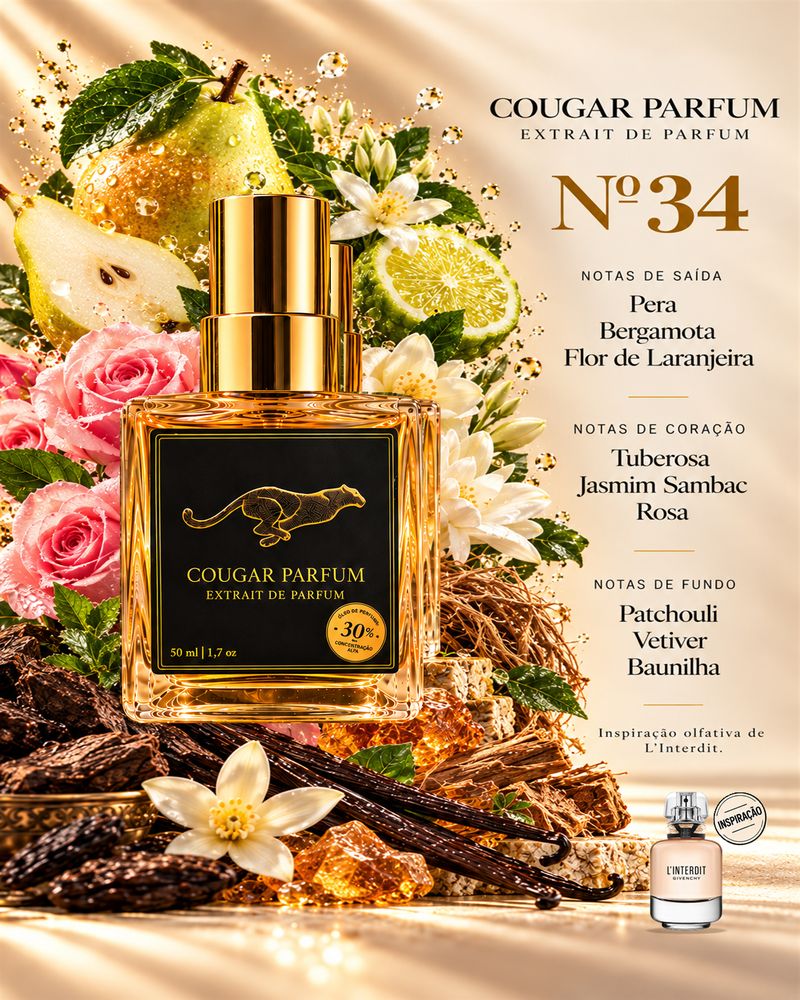 COUGAR PARFUM
EXTRAIT DE PARFUM
Nº34
NOTAS DE SAÍDA
Pera
Bergamota
Flor de Laranjeira
NOTAS DE CORAÇÃO
Tuberosa
Jasmim Sambac
Rosa
NOTAS DE FUNDO
Patchouli
Vetiver
Baunilha
Inspiração olfativa de
L'Interdit.
INSPIRAÇÃO
L'INTERDIT
GIVENCHY
COUGAR PARFUM
EXTRAIT DE PARFUM
50 ml | 1,7 oz
ÓLEO DE PERFUME
30%
CONCENTRAÇÃO
ALTA